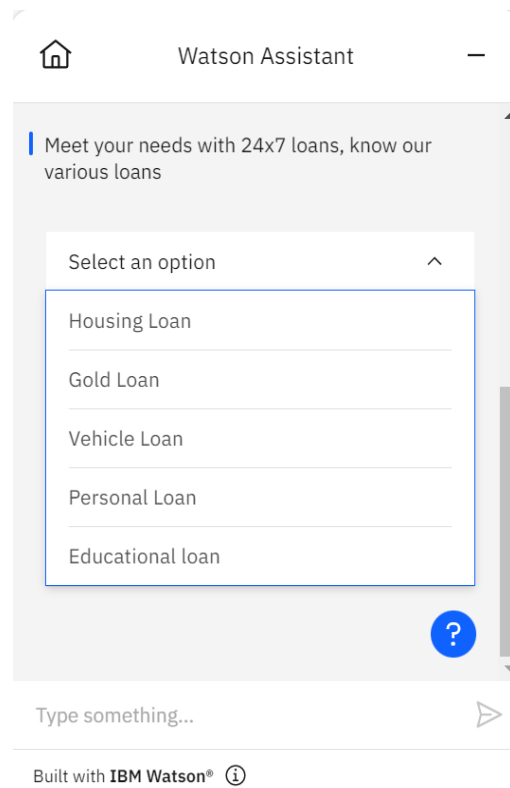 Watson Assistant
Meet your needs with 24x7 loans, know our
various loans
Select an option
Housing Loan
Gold Loan
Vehicle Loan
Personal Loan
Educational loan
?
Type something...
Built with IBM Watson®